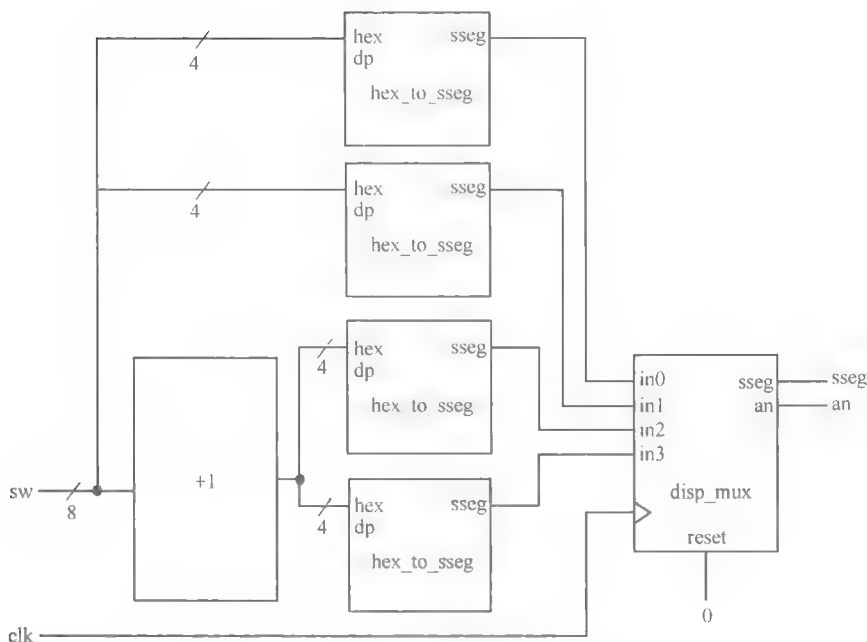 hex sseg
dp
hex_to_sseg
4
hex sseg
dp
hex_to_sseg
4
hex sseg
dp
hex_to_sseg
4
in0 sseg sseg
in1 an an
in2
in3
disp_mux
reset
0
+1
sw
8
hex sseg
dp
hex_to_sseg
4
clk